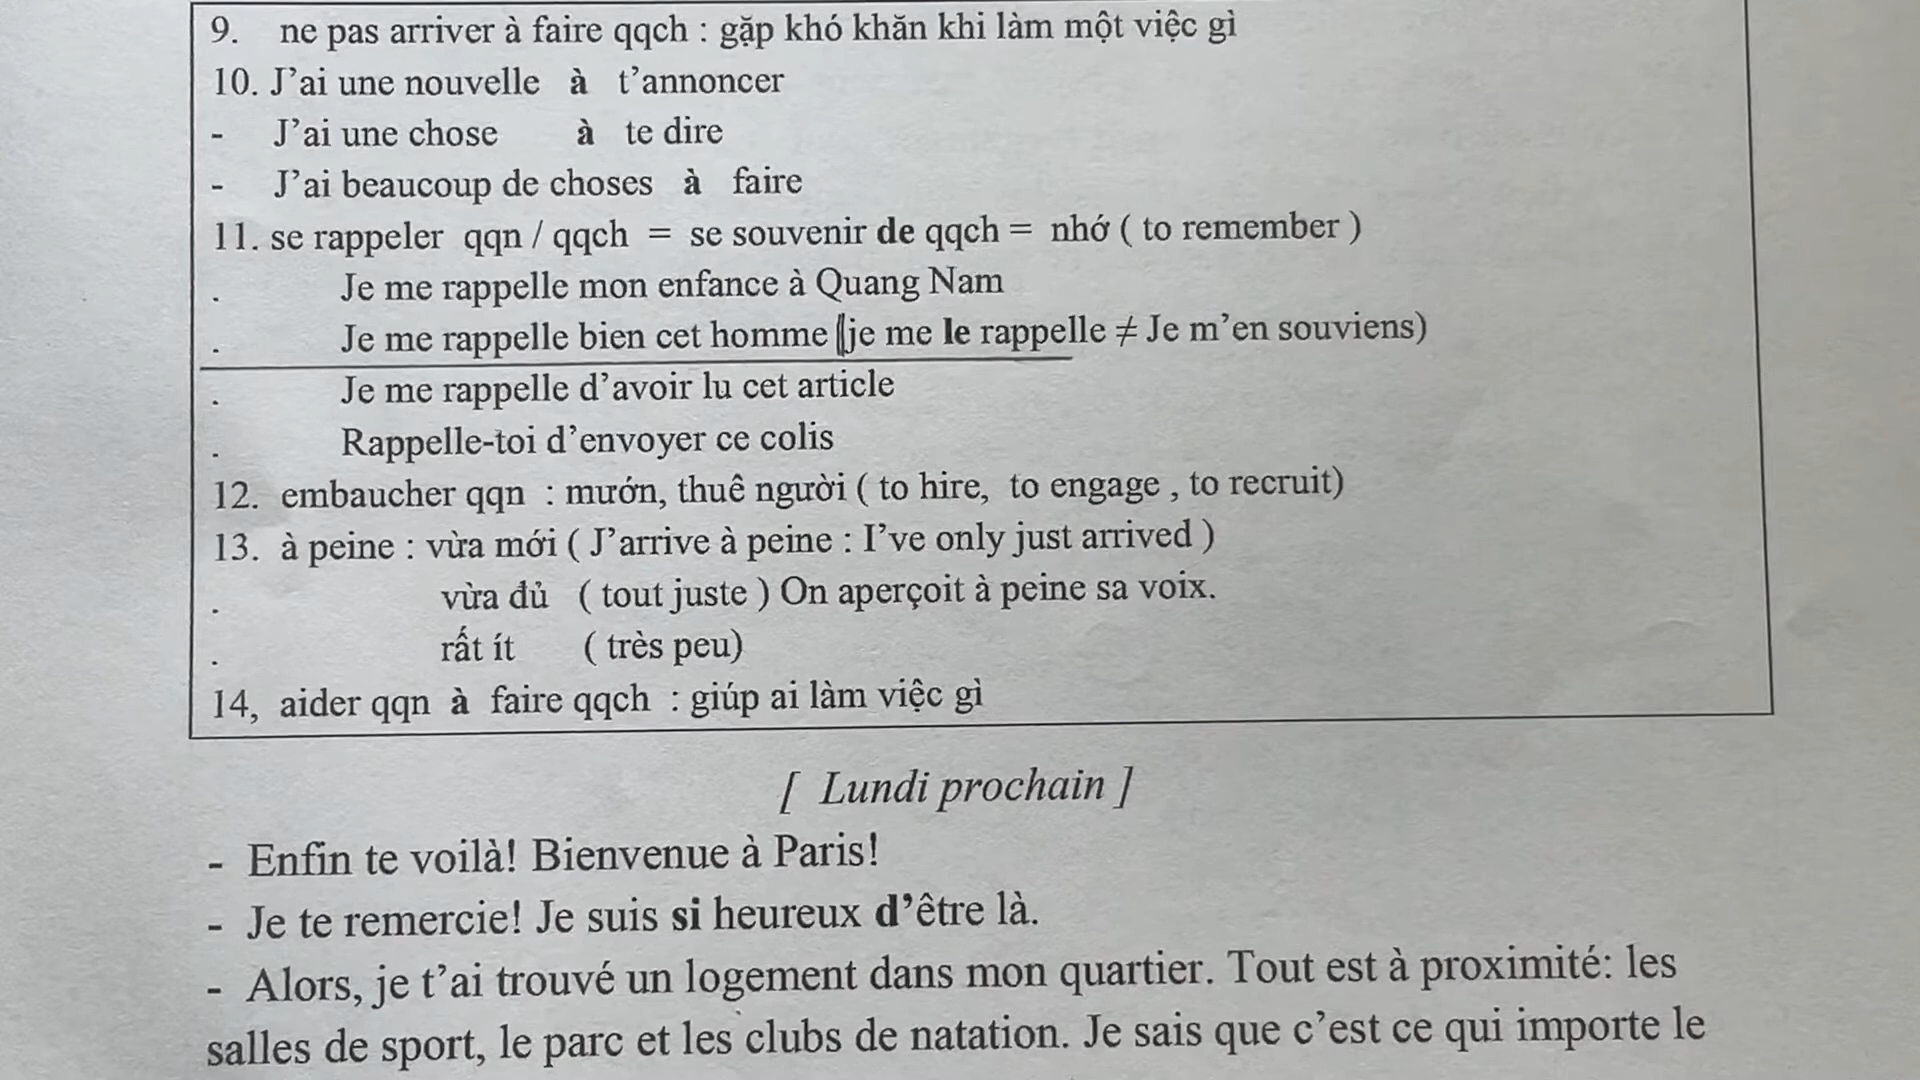 9. ne pas arriver à faire qqch : gặp khó khăn khi làm một việc gì
10. J’ai une nouvelle à t’annoncer
- J’ai une chose à te dire
- J’ai beaucoup de choses à faire
11. se rappeler qqn / qqch = se souvenir de qqch = nhớ ( to remember )
. Je me rappelle mon enfance à Quang Nam
. Je me rappelle bien cet homme (je me le rappelle ≠ Je m’en souviens)
. Je me rappelle d’avoir lu cet article
. Rappelle-toi d’envoyer ce colis
12. embaucher qqn : mướn, thuê người ( to hire, to engage , to recruit)
13. à peine : vừa mới ( J’arrive à peine : I’ve only just arrived )
. vừa đủ ( tout juste ) On aperçoit à peine sa voix.
. rất ít ( très peu)
14, aider qqn à faire qqch : giúp ai làm việc gì
[ Lundi prochain ]
- Enfin te voilà! Bienvenue à Paris!
- Je te remercie! Je suis si heureux d’être là.
- Alors, je t’ai trouvé un logement dans mon quartier. Tout est à proximité: les
salles de sport, le parc et les clubs de natation. Je sais que c’est ce qui importe le